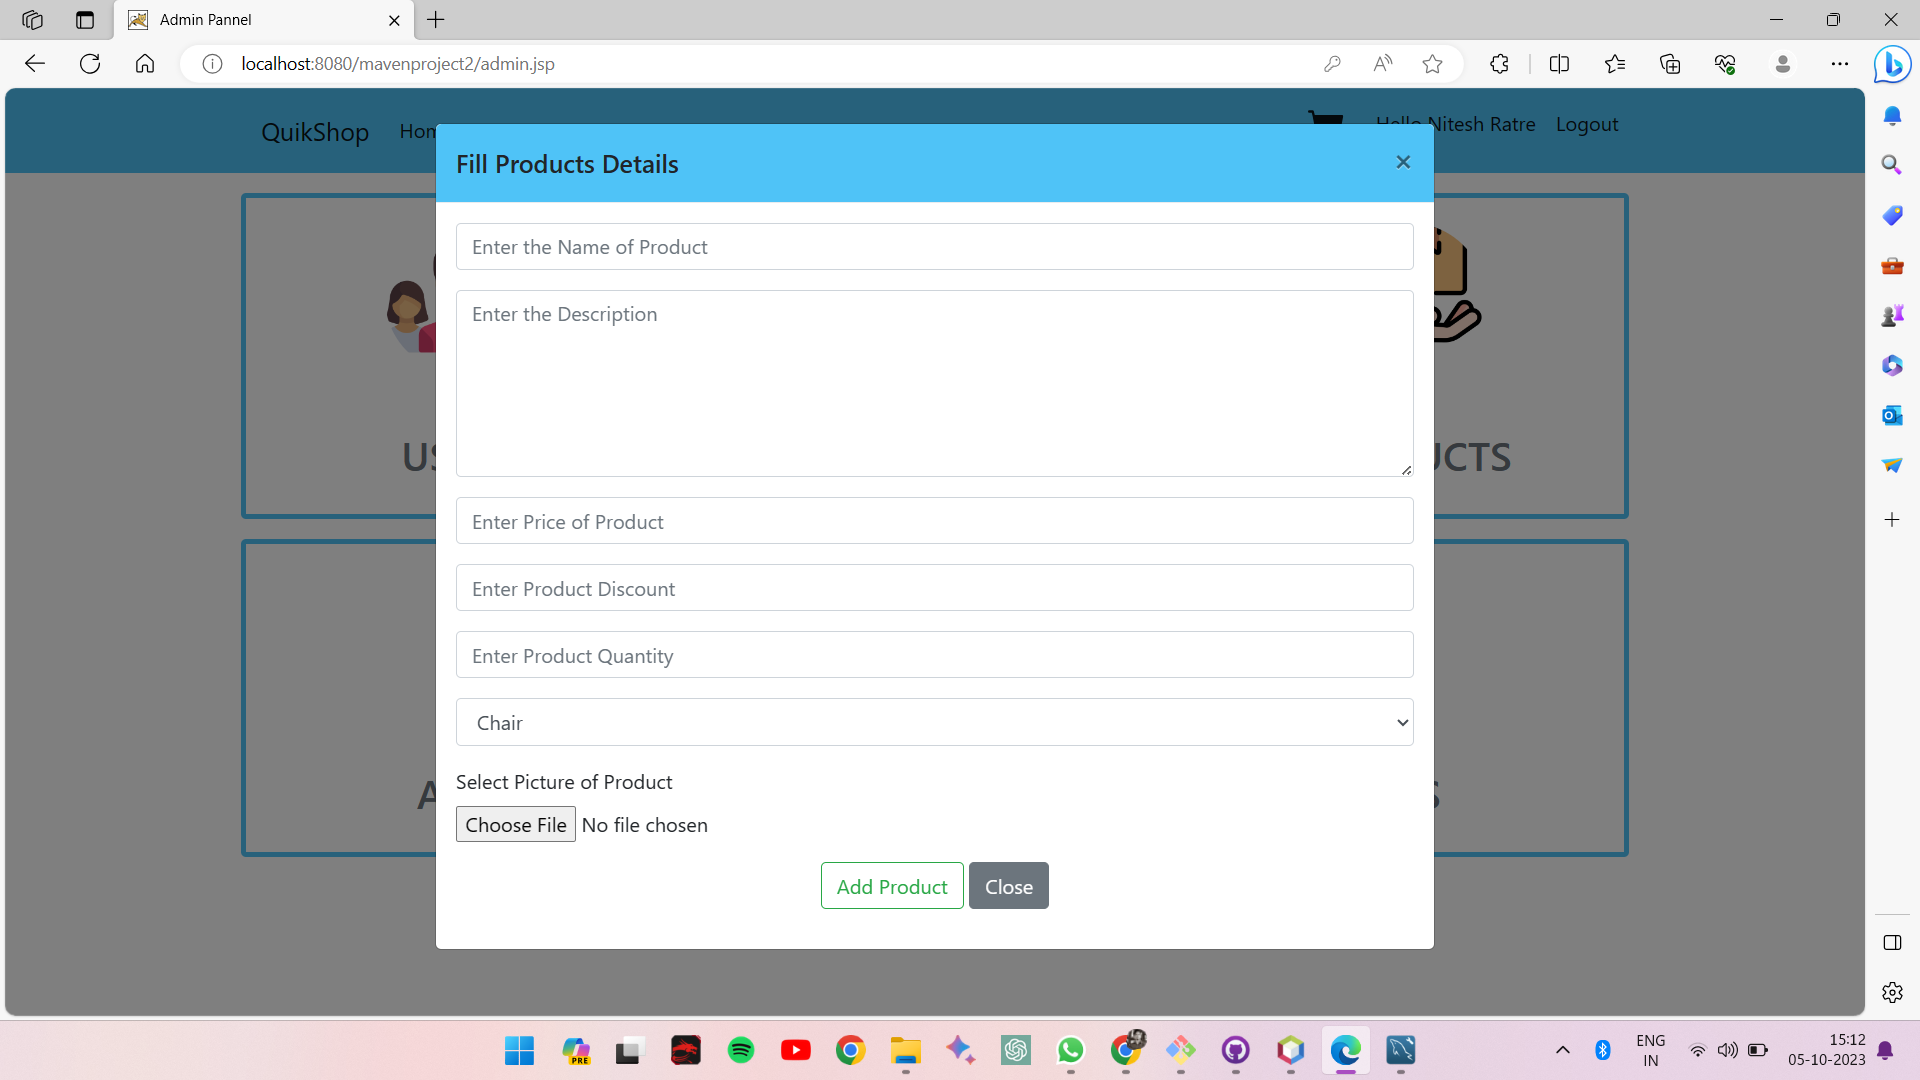 Admin Pannel
localhost:8080/mavenproject2/admin.jsp
QuikShop Hom
Hello Nitesh Ratre Logout
Fill Products Details
×
Enter the Name of Product
Enter the Description
US
UCTS
Enter Price of Product
Enter Product Discount
Enter Product Quantity
Chair
A
S
Select Picture of Product
Choose File No file chosen
Add Product Close
PRE
ENG
IN
15:12
05-10-2023